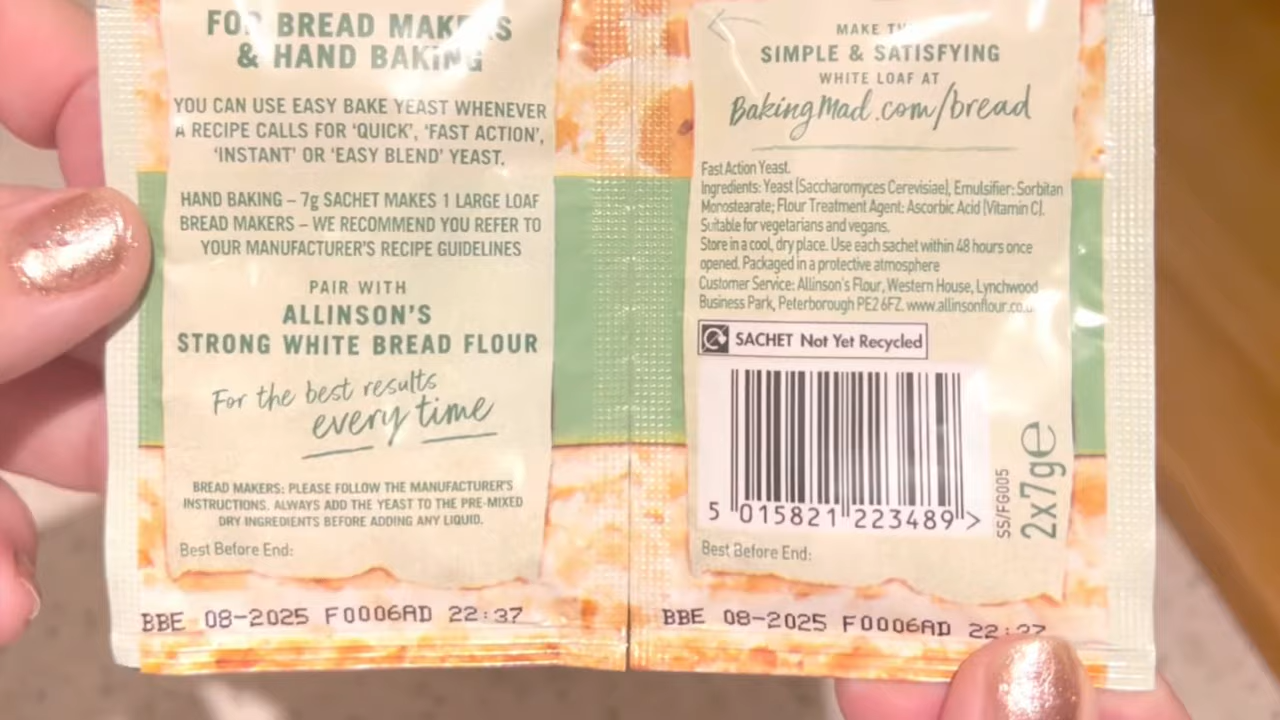 FOR BREAD MAKERS
& HAND BAKING
YOU CAN USE EASY BAKE YEAST WHENEVER
A RECIPE CALLS FOR 'QUICK', 'FAST ACTION',
'INSTANT' OR 'EASY BLEND' YEAST.
HAND BAKING – 7g SACHET MAKES 1 LARGE LOAF
BREAD MAKERS – WE RECOMMEND YOU REFER TO
YOUR MANUFACTURER'S RECIPE GUIDELINES
PAIR WITH
ALLINSON'S
STRONG WHITE BREAD FLOUR
For the best results
every time
BREAD MAKERS: PLEASE FOLLOW THE MANUFACTURER'S
INSTRUCTIONS. ALWAYS ADD THE YEAST TO THE PRE-MIXED
DRY INGREDIENTS BEFORE ADDING ANY LIQUID.
Best Before End:
BBE 08-2025 F0006AD 22:37
MAKE
SIMPLE & SATISFYING
WHITE LOAF AT
BakingMad.com/bread
Fast Action Yeast.
Ingredients: Yeast (Saccharomyces Cerevisiae), Emulsifier: Sorbitan
Monostearate; Flour Treatment Agent: Ascorbic Acid (Vitamin C).
Suitable for vegetarians and vegans.
Store in a cool, dry place. Use each sachet within 48 hours once
opened. Packaged in a protective atmosphere
Customer Service: Allinson's Flour, Western House, Lynchwood
Business Park, Peterborough PE2 6FZ. www.allinsonflour.co.u
SACHET Not Yet Recycled
5 015821 223489 >
SS/FG005
2x7g℮
Best Before End:
BBE 08-2025 F0006AD 22:37